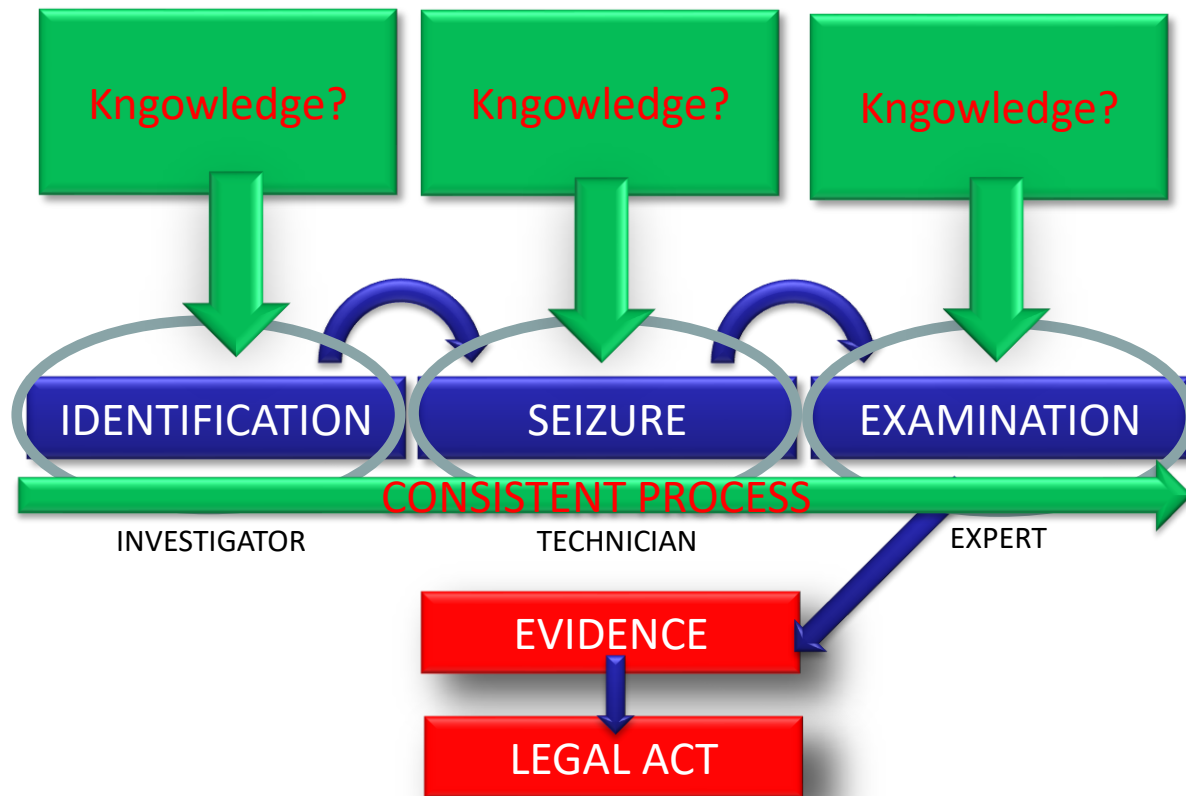 Kngowledge?
Kngowledge?
Kngowledge?
IDENTIFICATION
SEIZURE
EXAMINATION
CONSISTENT PROCESS
INVESTIGATOR
TECHNICIAN
EXPERT
EVIDENCE
LEGAL ACT